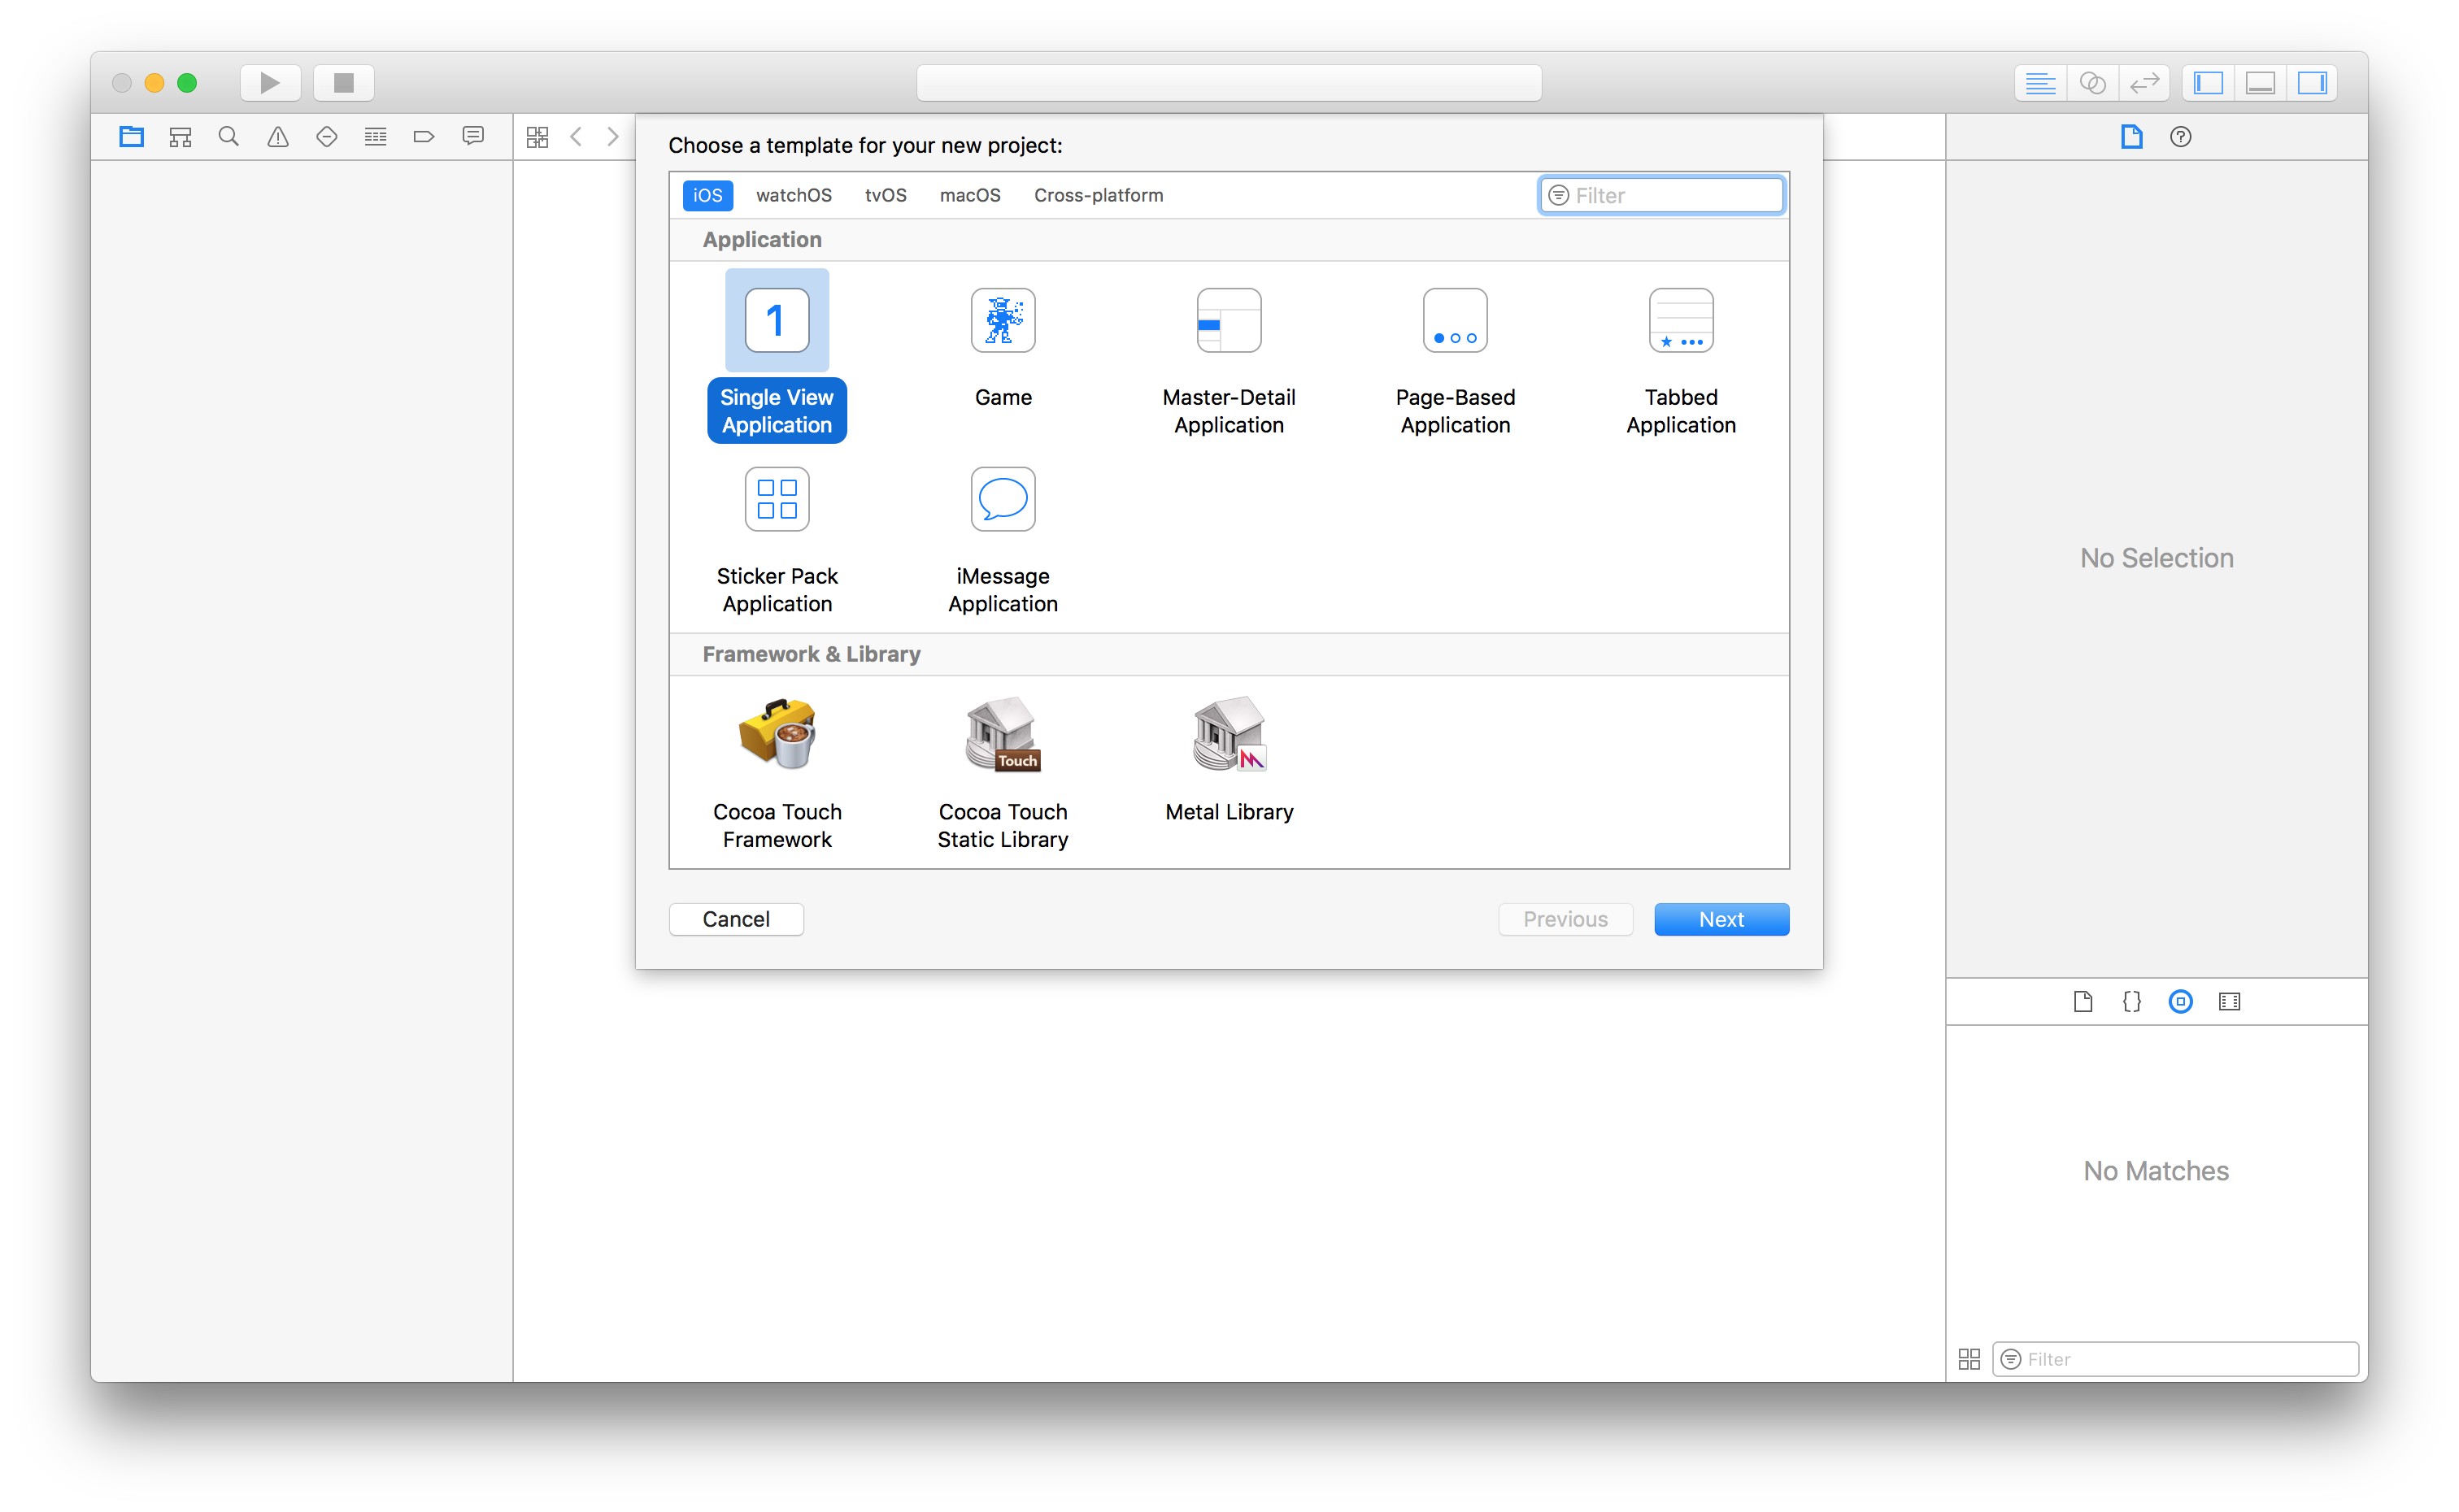 Choose a template for your new project:
iOS watchOS tvOS macOS Cross-platform Filter
Application
1
Single View
Application
Game
Master-Detail
Application
Page-Based
Application
Tabbed
Application
Sticker Pack
Application
iMessage
Application
Framework & Library
Touch
Cocoa Touch
Framework
Cocoa Touch
Static Library
Metal Library
Cancel Previous Next
No Selection
No Matches
Filter